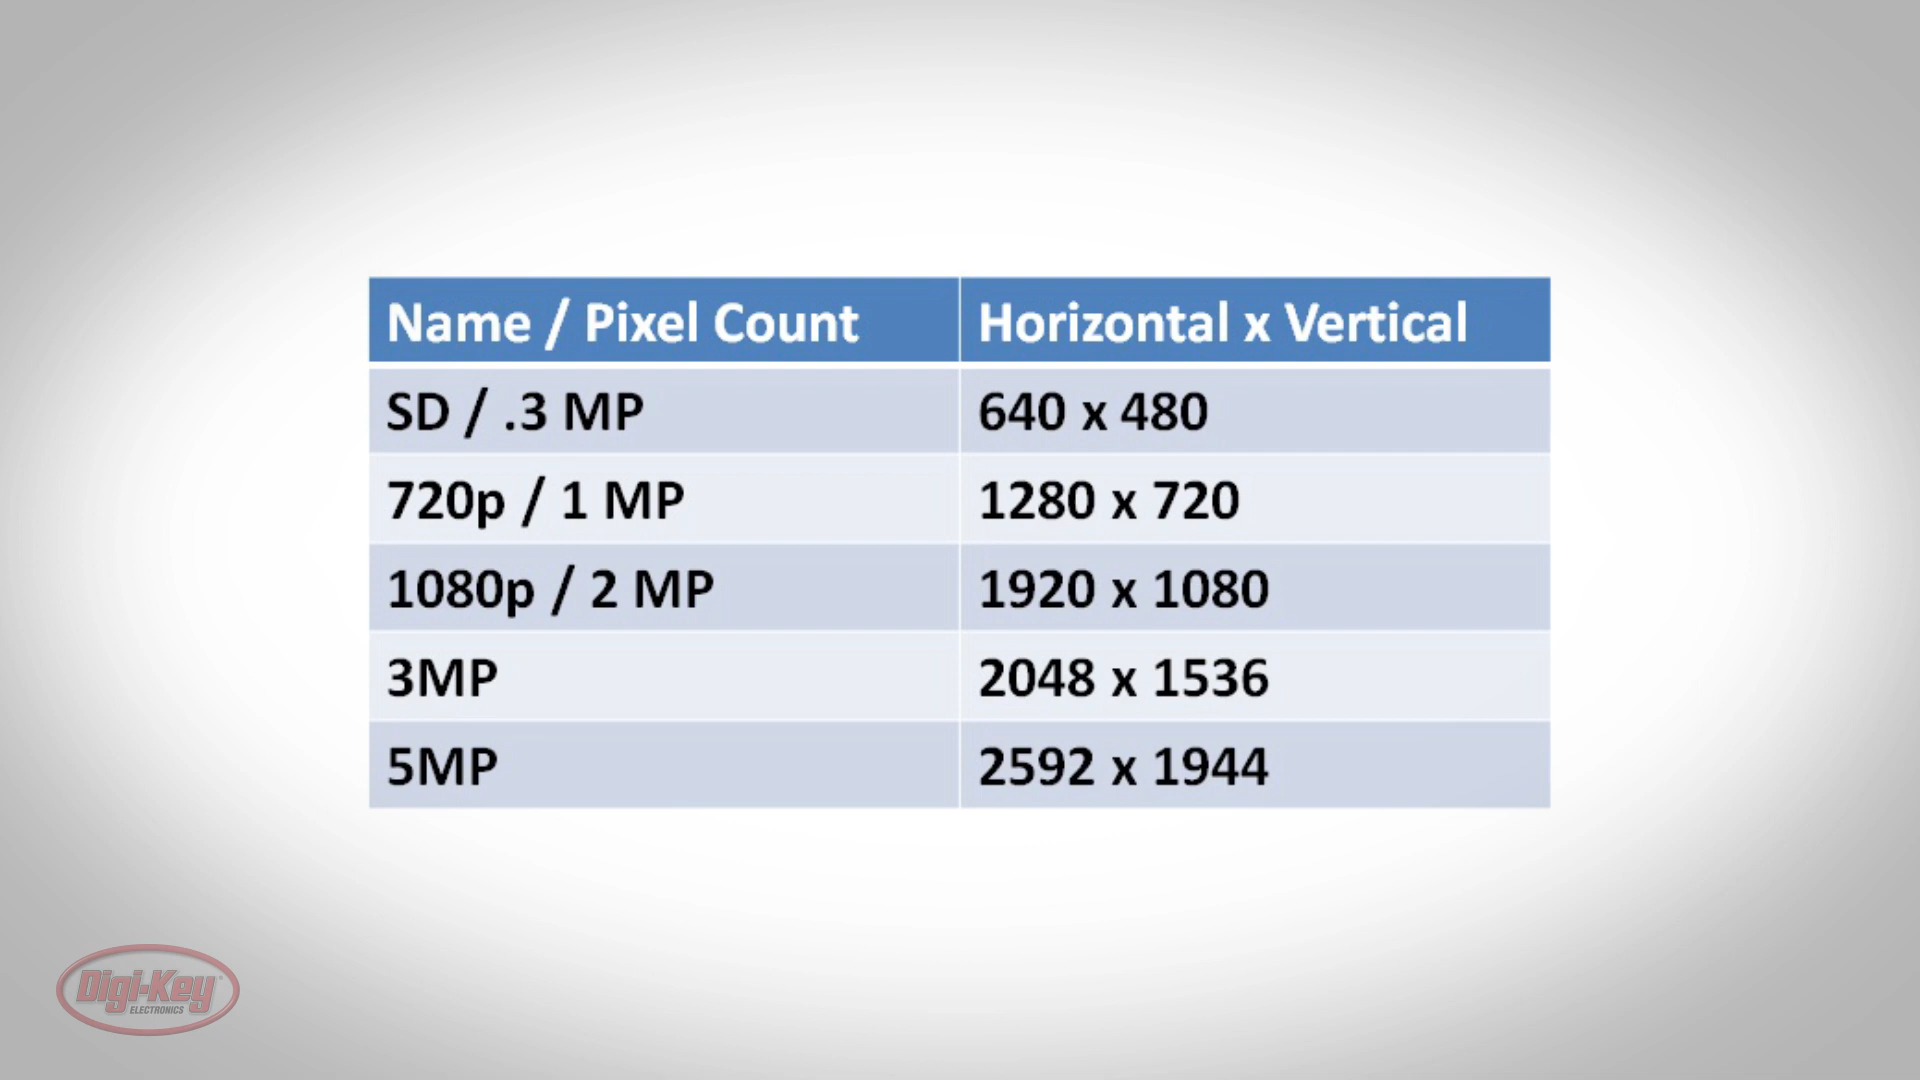 Name / Pixel Count Horizontal x Vertical
SD / .3 MP 640 x 480
720p / 1 MP 1280 x 720
1080p / 2 MP 1920 x 1080
3MP 2048 x 1536
5MP 2592 x 1944
Digi-Key
ELECTRONICS